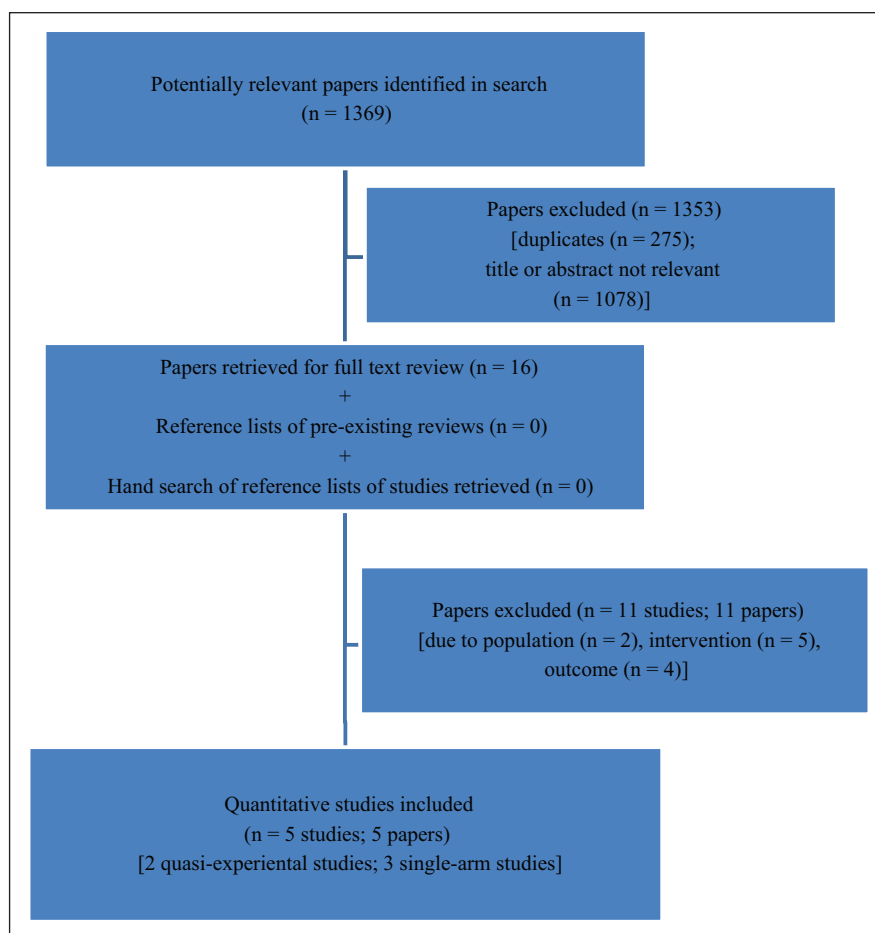 Potentially relevant papers identified in search
(n = 1369)
Papers excluded (n = 1353)
[duplicates (n = 275);
title or abstract not relevant
(n = 1078)]
Papers retrieved for full text review (n = 16)
+
Reference lists of pre-existing reviews (n = 0)
+
Hand search of reference lists of studies retrieved (n = 0)
Papers excluded (n = 11 studies; 11 papers)
[due to population (n = 2), intervention (n = 5),
outcome (n = 4)]
Quantitative studies included
(n = 5 studies; 5 papers)
[2 quasi-experiental studies; 3 single-arm studies]